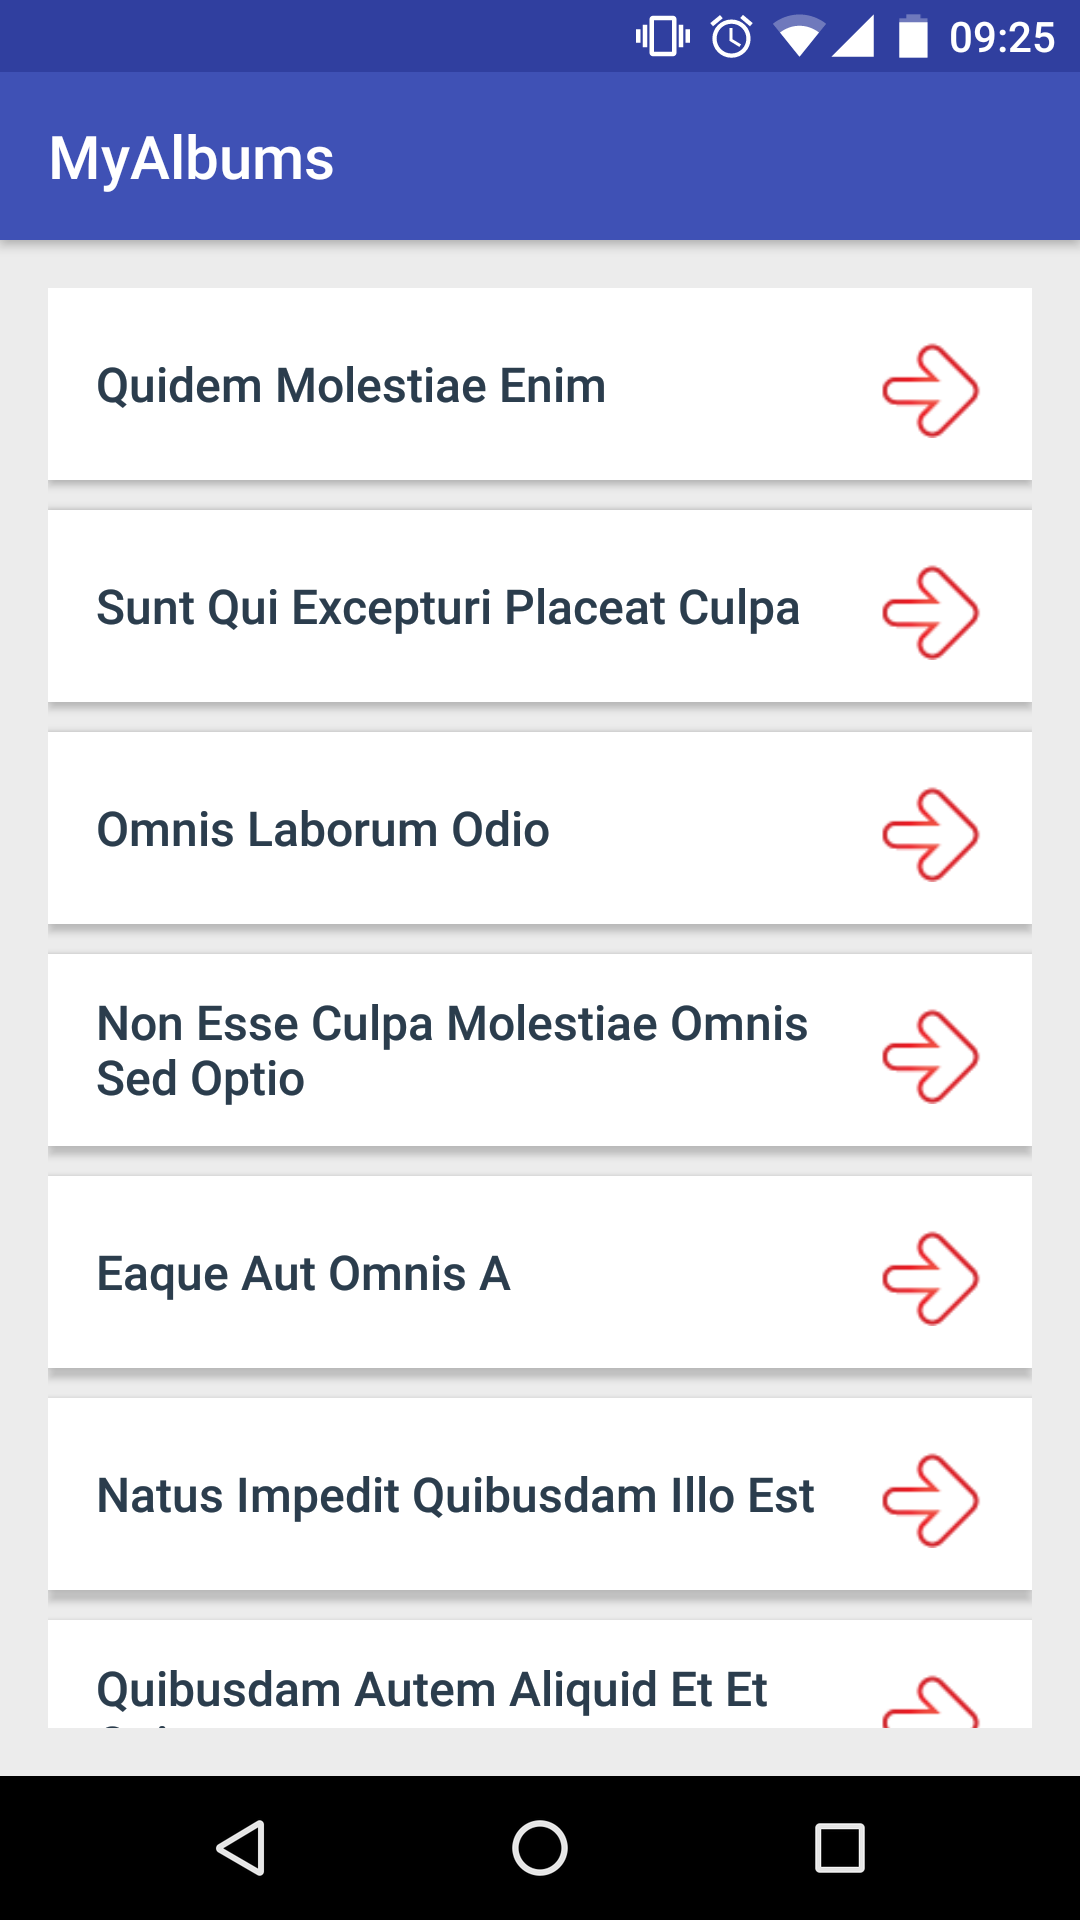 09:25
MyAlbums
Quidem Molestiae Enim
Sunt Qui Excepturi Placeat Culpa
Omnis Laborum Odio
Non Esse Culpa Molestiae Omnis
Sed Optio
Eaque Aut Omnis A
Natus Impedit Quibusdam Illo Est
Quibusdam Autem Aliquid Et Et